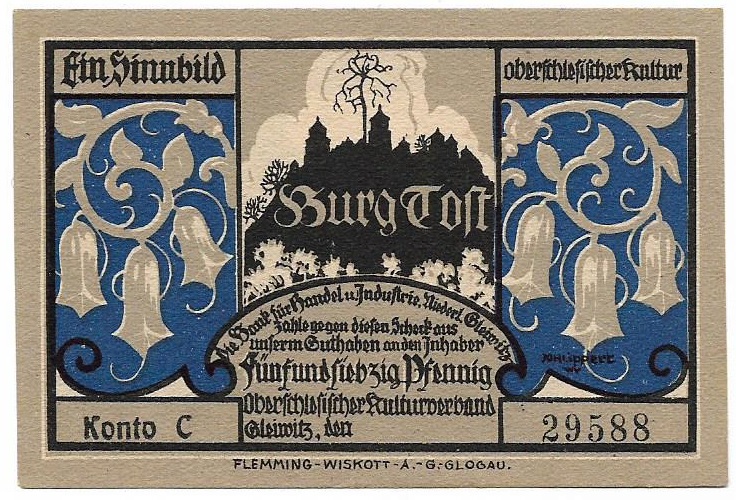 Ein Sinnbild
oberschlesischer Kultur
Burg Tost
Die Bank für Handel u. Industrie, Niederl. Gleiwitz
zahle gegen diesen Scheck aus
unserm Guthaben an den Inhaber
Fünfundsiebzig Pfennig
Oberschlesischer Kulturverband
Gleiwitz, den
Konto C
29588
FLEMMING-WISKOTT-A.-G.-GLOGAU.